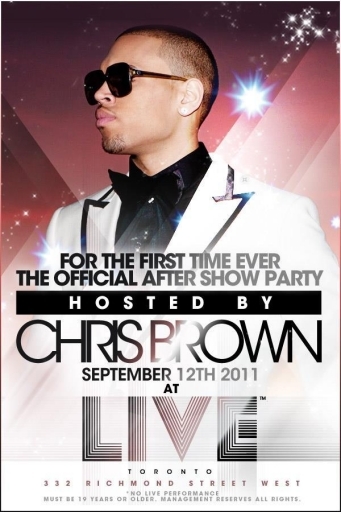 FOR THE FIRST TIME EVER
THE OFFICIAL AFTER SHOW PARTY
HOSTED BY
CHRIS BROWN
SEPTEMBER 12TH 2011
AT
LIVE™
TORONTO
332 RICHMOND STREET WEST
*NO LIVE PERFORMANCE
MUST BE 19 YEARS OR OLDER. MANAGEMENT RESERVES ALL RIGHTS.